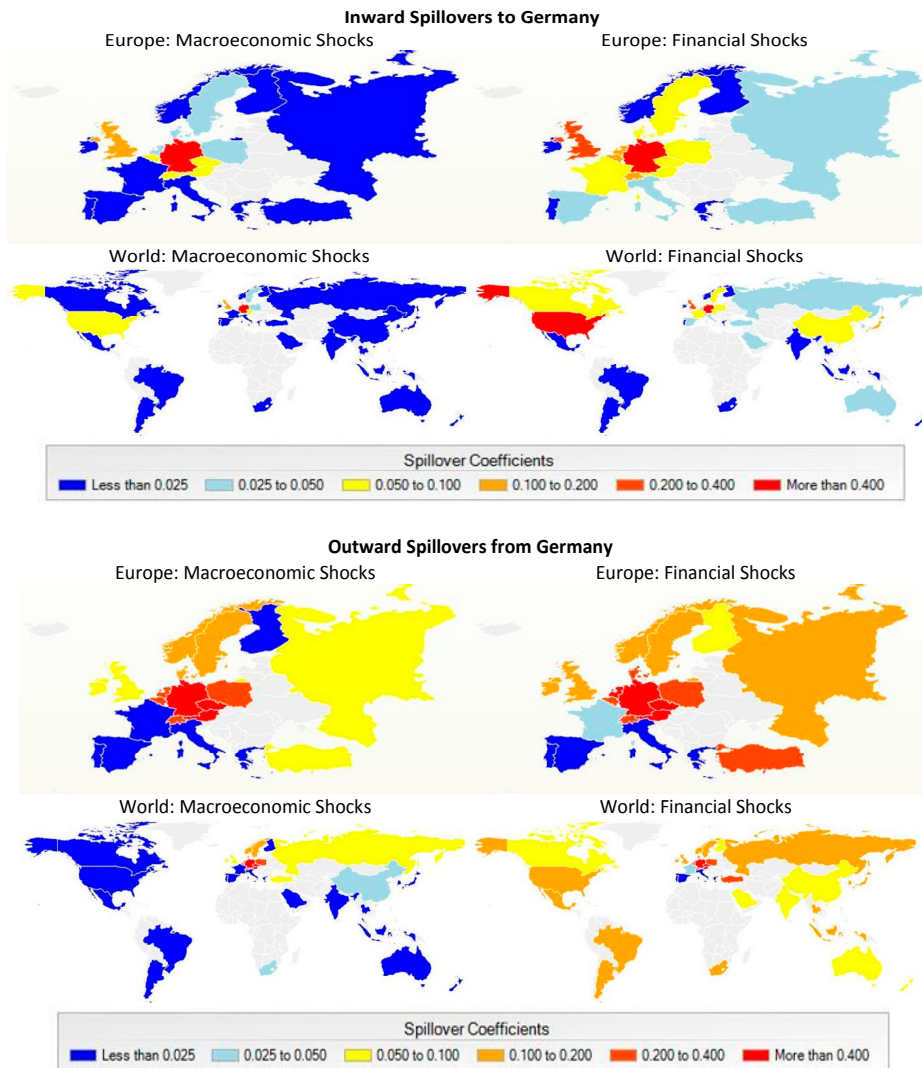 Inward Spillovers to Germany
Europe: Macroeconomic Shocks
Europe: Financial Shocks
World: Macroeconomic Shocks
World: Financial Shocks
Spillover Coefficients
Less than 0.025
0.025 to 0.050
0.050 to 0.100
0.100 to 0.200
0.200 to 0.400
More than 0.400
Outward Spillovers from Germany
Europe: Macroeconomic Shocks
Europe: Financial Shocks
World: Macroeconomic Shocks
World: Financial Shocks
Spillover Coefficients
Less than 0.025
0.025 to 0.050
0.050 to 0.100
0.100 to 0.200
0.200 to 0.400
More than 0.400